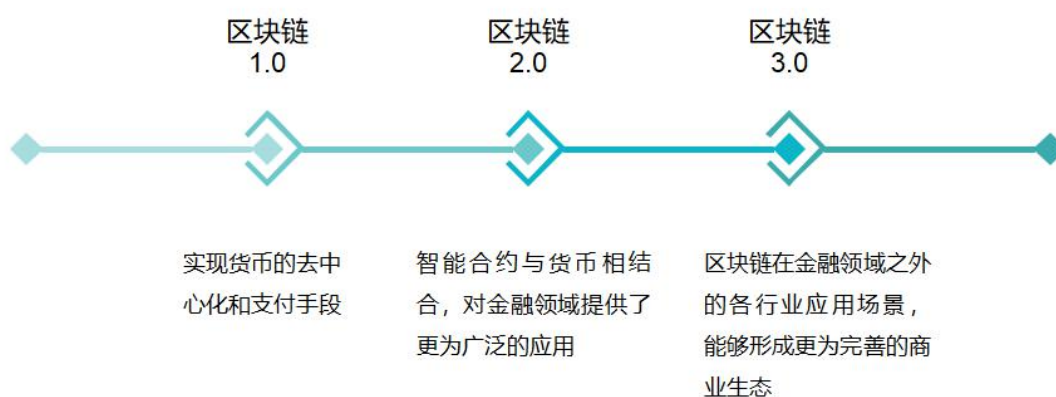 区块链
1.0
区块链
2.0
区块链
3.0
实现货币的去中
心化和支付手段
智能合约与货币相结
合，对金融领域提供了
更为广泛的应用
区块链在金融领域之外
的各行业应用场景，
能够形成更为完善的商
业生态